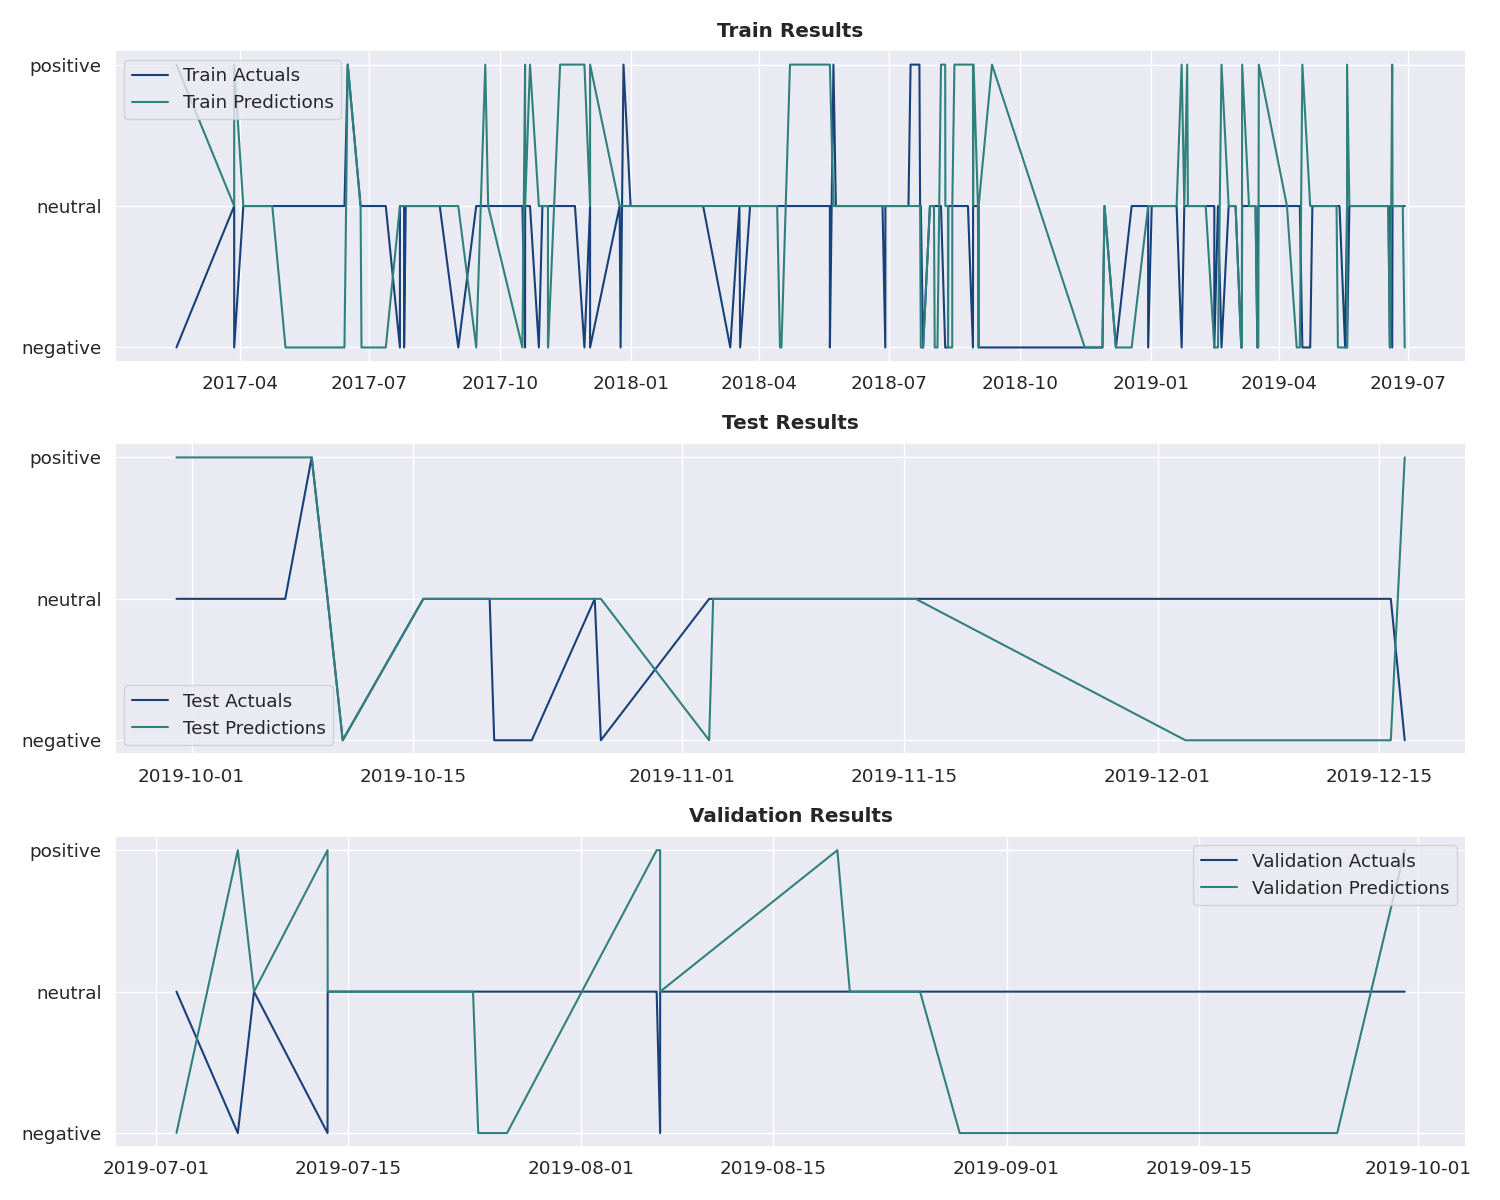 Train Results
positive
neutral
negative
Train Actuals
Train Predictions
2017-04 2017-07 2017-10 2018-01 2018-04 2018-07 2018-10 2019-01 2019-04 2019-07
Test Results
positive
neutral
negative
Test Actuals
Test Predictions
2019-10-01 2019-10-15 2019-11-01 2019-11-15 2019-12-01 2019-12-15
Validation Results
positive
neutral
negative
Validation Actuals
Validation Predictions
2019-07-01 2019-07-15 2019-08-01 2019-08-15 2019-09-01 2019-09-15 2019-10-01